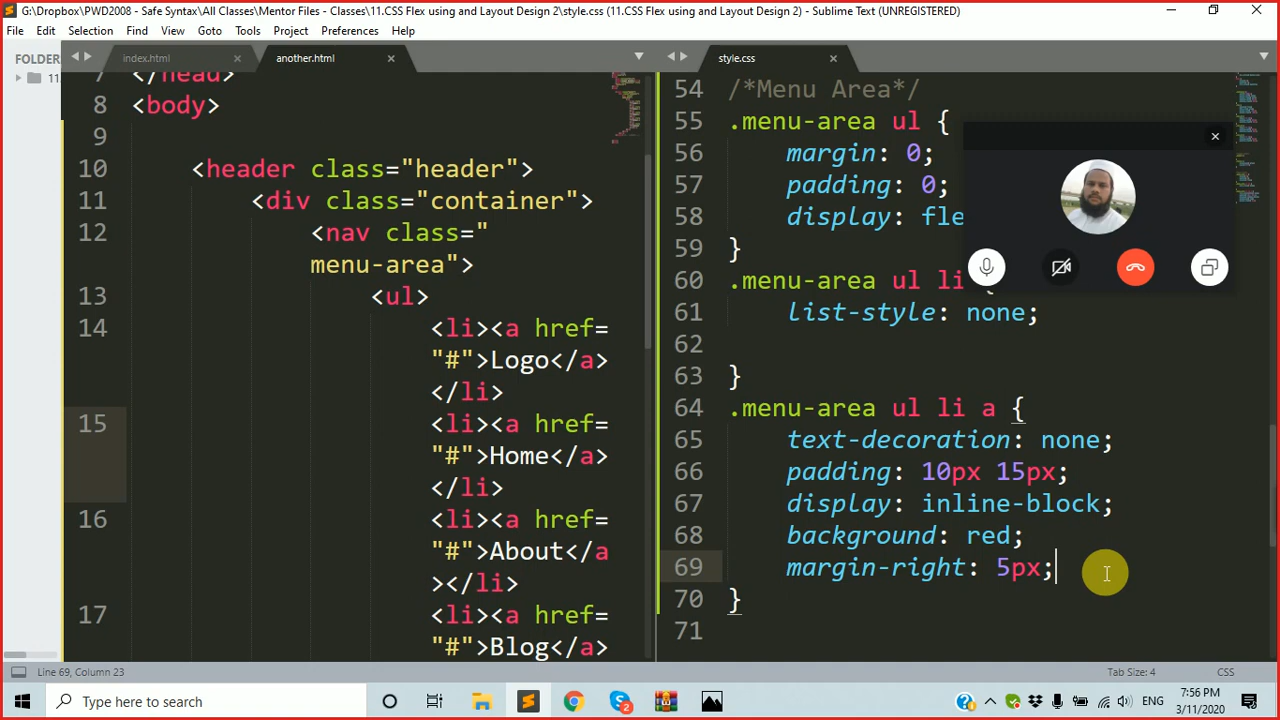 G:\Dropbox\PWD2008 - Safe Syntax\All Classes\Mentor Files - Classes\11.CSS Flex using and Layout Design 2\style.css (11.CSS Flex using and Layout Design 2) - Sublime Text (UNREGISTERED)
File Edit Selection Find View Goto Tools Project Preferences Help
FOLDER
11
index.html
another.html
7 </head>
8 <body>
9
10 <header class="header">
11 <div class="container">
12 <nav class="
menu-area">
13 <ul>
14 <li><a href=
"#">Logo</a>
</li>
15 <li><a href=
"#">Home</a>
</li>
16 <li><a href=
"#">About</a
></li>
17 <li><a href=
"#">Blog</a>
style.css
54 /*Menu Area*/
55 .menu-area ul {
56 margin: 0;
57 padding: 0;
58 display: fle
59 }
60 .menu-area ul li {
61 list-style: none;
62
63 }
64 .menu-area ul li a {
65 text-decoration: none;
66 padding: 10px 15px;
67 display: inline-block;
68 background: red;
69 margin-right: 5px;
70 }
71
Line 69, Column 23
Tab Size: 4
CSS
Type here to search
2
ENG
7:56 PM
3/11/2020